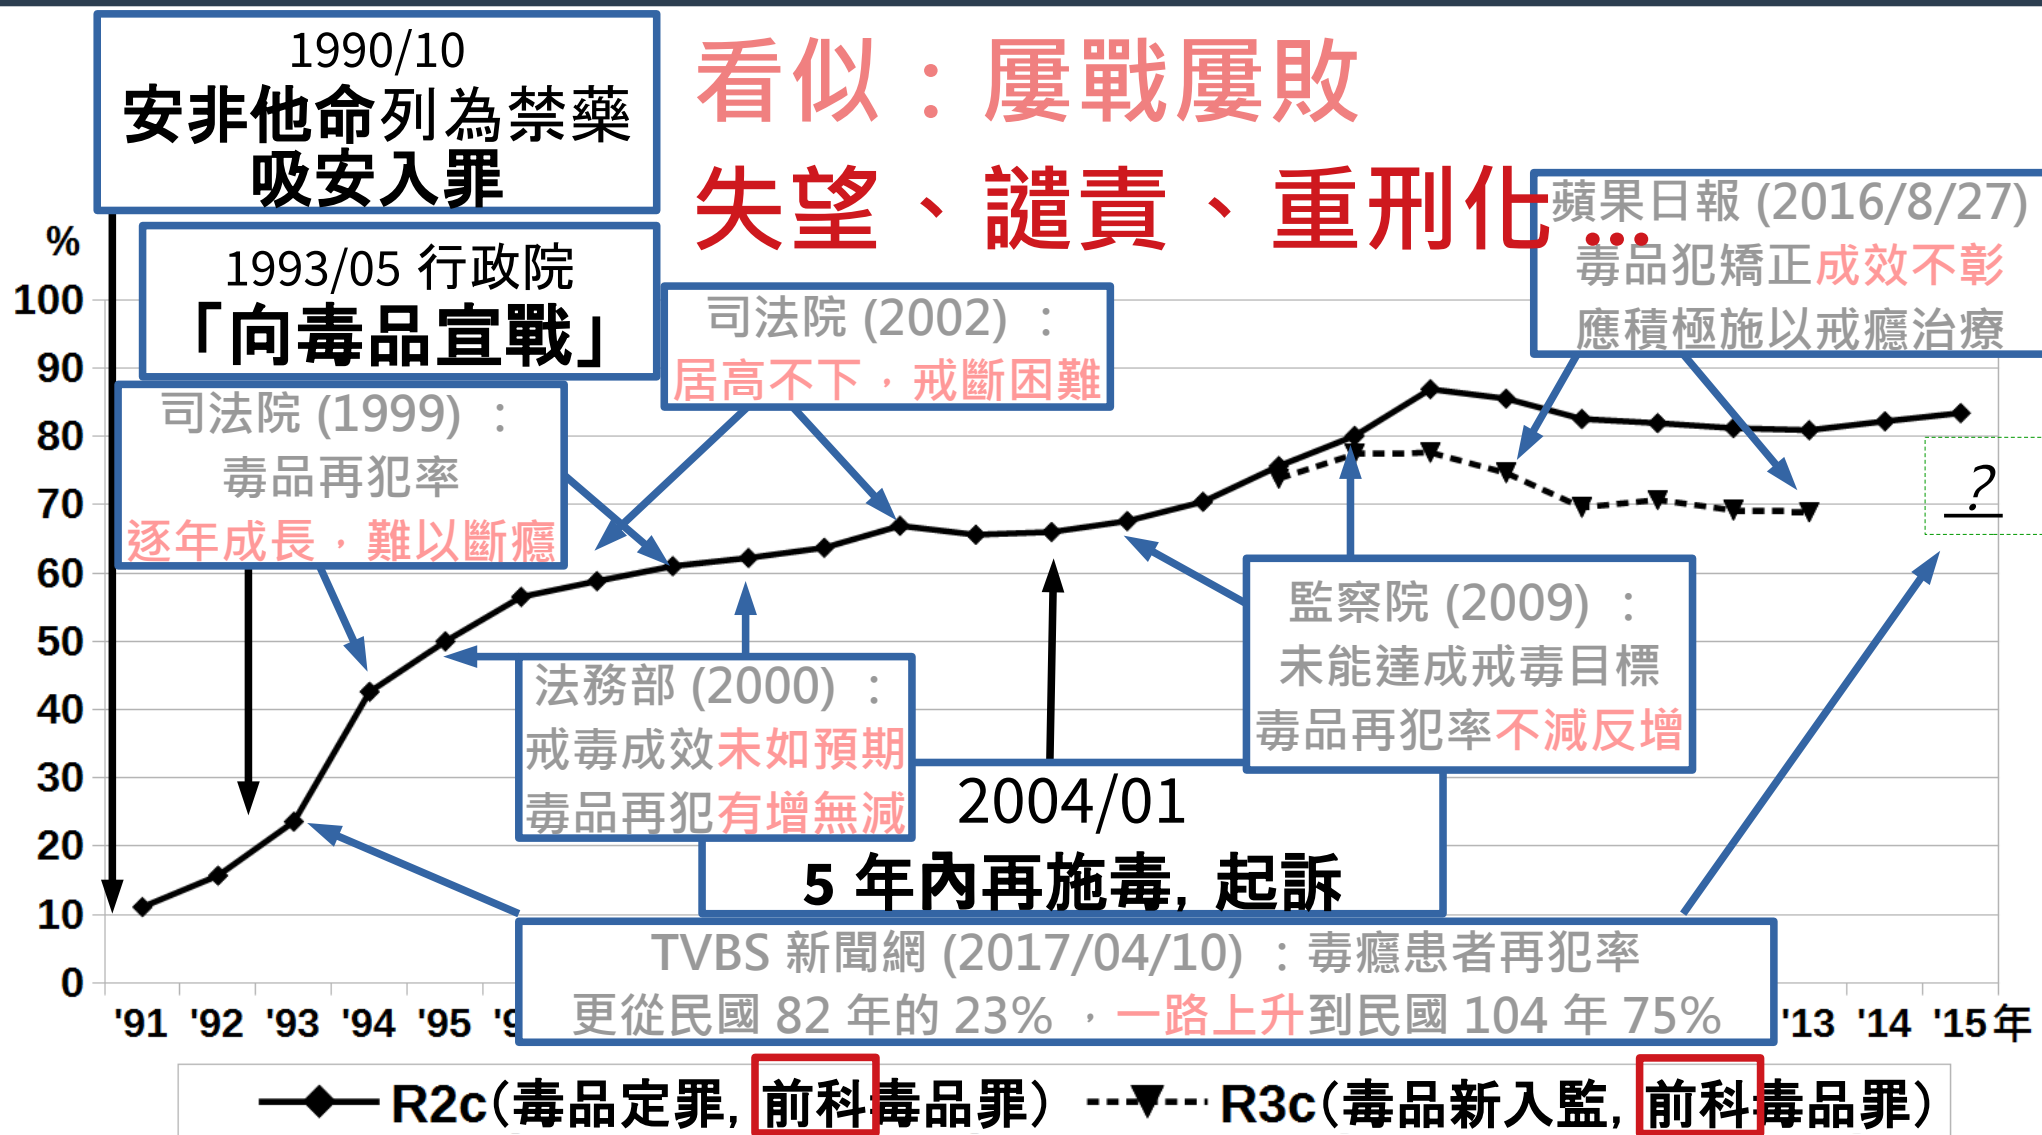 1990/10
安非他命列為禁藥
吸安入罪
看似：屢戰屢敗
失望、譴責、重刑化...
1993/05 行政院
「向毒品宣戰」
蘋果日報 (2016/8/27)
毒品犯矯正成效不彰
應積極施以戒癮治療
司法院 (2002) ：
居高不下，戒斷困難
司法院 (1999) ：
毒品再犯率
逐年成長，難以斷癮
法務部 (2000) ：
戒毒成效未如預期
毒品再犯有增無減
監察院 (2009) ：
未能達成戒毒目標
毒品再犯率不減反增
2004/01
5 年內再施毒, 起訴
TVBS 新聞網 (2017/04/10) ：毒癮患者再犯率
更從民國 82 年的 23% ，一路上升到民國 104 年 75%
?
%
100
90
80
70
60
50
40
30
20
10
0
'91 '92 '93 '94 '95 '13 '14 '15 年
R2c(毒品定罪, 前科毒品罪) R3c(毒品新入監, 前科毒品罪)